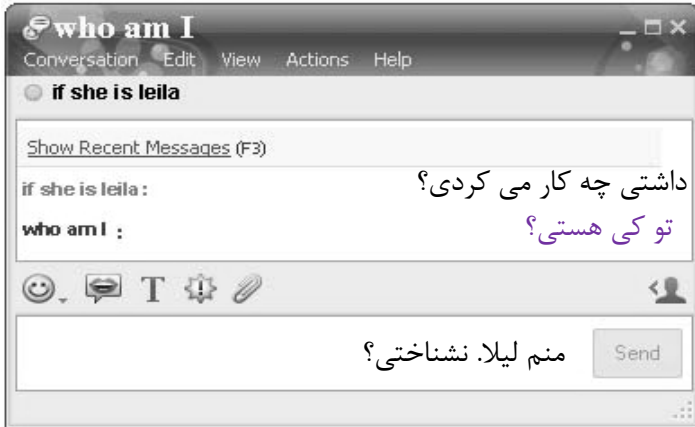 who am I
Conversation Edit View Actions Help
if she is leila
Show Recent Messages (F3)
if she is leila: داشتی چه کار می کردی؟
who am I : تو کی هستی؟
منم لیلا. نشناختی؟ Send